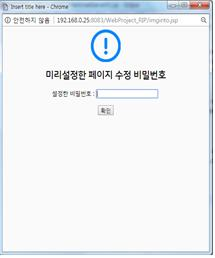 Insert title here - Chrome
안전하지 않음 192.168.0.25:8083/WebProject_RIP/imginto.jsp
미리설정한 페이지 수정 비밀번호
설정한 비밀번호 :
확인